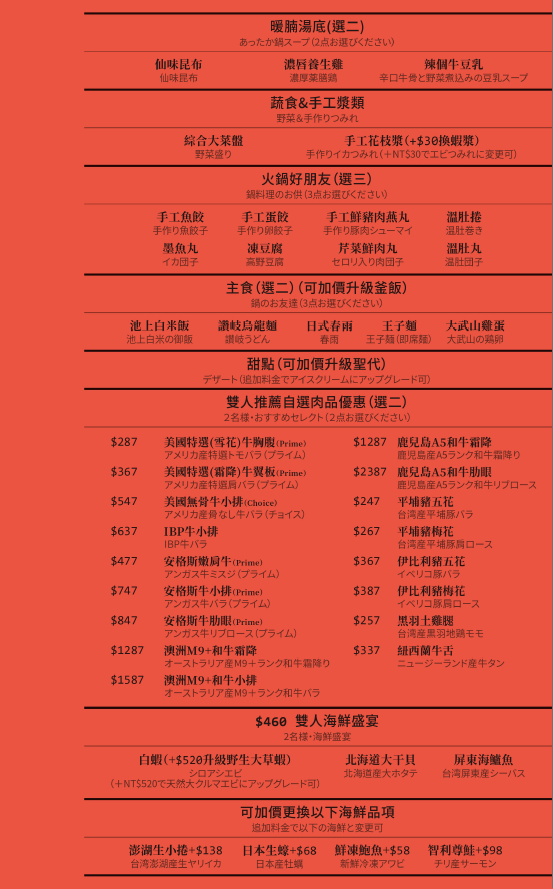 暖腩湯底(選二)
あったか鍋スープ(2点お選びください)
仙味昆布 濃唇養生雞 辣個牛豆乳
仙味昆布 濃厚薬膳鶏 辛口牛骨と野菜煮込みの豆乳スープ
蔬食&手工漿類
野菜&手作りつみれ
綜合大菜盤 手工花枝漿(+$30換蝦漿)
野菜盛り 手作りイカつみれ(+NT$30でエビつみれに変更可)
火鍋好朋友(選三)
鍋料理のお供(3点お選びください)
手工魚餃 手工蛋餃 手工鮮豬肉燕丸 溫肚捲
手作り魚餃子 手作り卵餃子 手作り豚肉シューマイ 温肚巻き
墨魚丸 凍豆腐 芹菜鮮肉丸 溫肚丸
イカ団子 高野豆腐 セロリ入り肉団子 温肚団子
主食(選二)(可加價升級釜飯)
鍋のお友達(3点お選びください)
池上白米飯 讚岐烏龍麵 日式春雨 王子麵 大武山雞蛋
池上白米の御飯 讃岐うどん 春雨 王子麺(即席麺) 大武山の鶏卵
甜點(可加價升級聖代)
デザート(追加料金でアイスクリームにアップグレード可)
雙人推薦自選肉品優惠(選二)
2名様・おすすめセレクト(2点お選びください)
$287 美國特選(雪花)牛胸腹(Prime)
アメリカ産特選トモバラ(プライム)
$367 美國特選(霜降)牛翼板(Prime)
アメリカ産特選肩バラ(プライム)
$547 美國無骨牛小排(Choice)
アメリカ産骨なし牛バラ(チョイス)
$637 IBP牛小排
IBP牛バラ
$477 安格斯嫩肩牛(Prime)
アンガス牛ミスジ(プライム)
$747 安格斯牛小排(Prime)
アンガス牛バラ(プライム)
$847 安格斯牛肋眼(Prime)
アンガス牛リブロース(プライム)
$1287 澳洲M9+和牛霜降
オーストラリア産M9+ランク和牛霜降り
$1587 澳洲M9+和牛小排
オーストラリア産M9+ランク和牛バラ
$1287 鹿兒島A5和牛霜降
鹿児島産A5ランク和牛霜降り
$2387 鹿兒島A5和牛肋眼
鹿児島産A5ランク和牛リブロース
$247 平埔豬五花
台湾産平埔豚バラ
$267 平埔豬梅花
台湾産平埔豚肩ロース
$367 伊比利豬五花
イベリコ豚バラ
$387 伊比利豬梅花
イベリコ豚肩ロース
$257 黑羽土雞腿
台湾産黒羽地鶏モモ
$337 紐西蘭牛舌
ニュージーランド産牛タン
$460 雙人海鮮盛宴
2名様・海鮮盛宴
白蝦(+$520升級野生大草蝦) 北海道大干貝 屏東海鱺魚
シロアシエビ 北海道産大ホタテ 台湾屏東産シーバス
(+NT$520で天然大クルマエビにアップグレード可)
可加價更換以下海鮮品項
追加料金で以下の海鮮と変更可
澎湖生小捲+$138 日本生蠔+$68 鮮凍鮑魚+$58 智利尊鮭+$98
台湾澎湖産生ヤリイカ 日本産牡蠣 新鮮冷凍アワビ チリ産サーモン